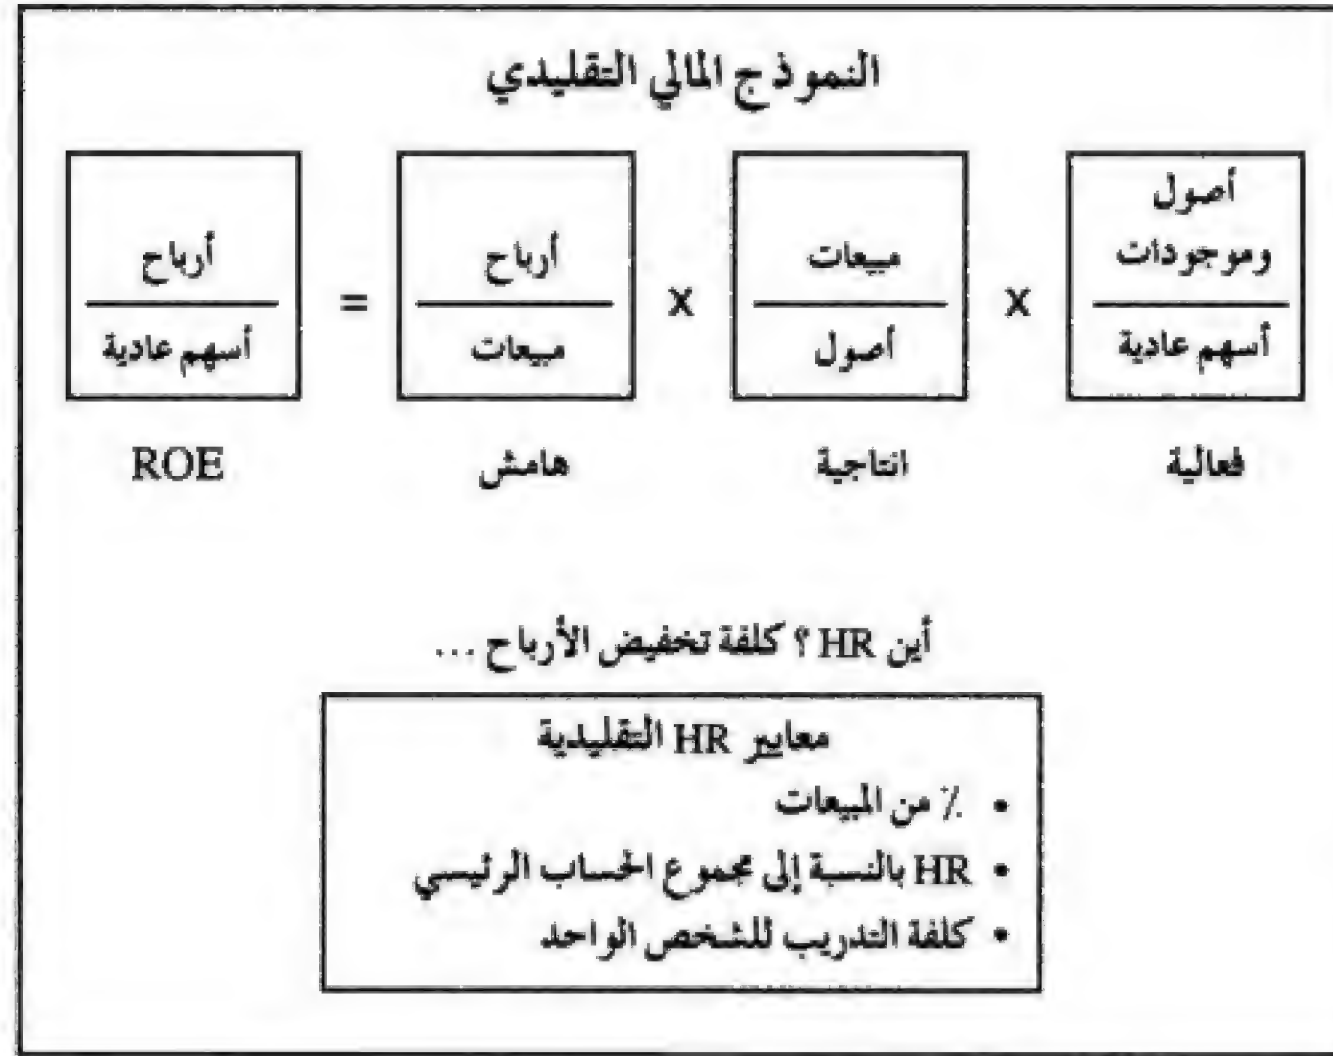 النموذج المالي التقليدي
أرباح
أسهم عادية
=
أرباح
مبيعات
X
مبيعات
أصول
X
أصول
وموجودات
أسهم عادية
ROE
هامش
انتاجية
فعالية
أين HR ؟ كلفة تخفيض الأرباح ...
معايير HR التقليدية
• ٪ من المبيعات
• HR بالنسبة إلى مجموع الحساب الرئيسي
• كلفة التدريب للشخص الواحد